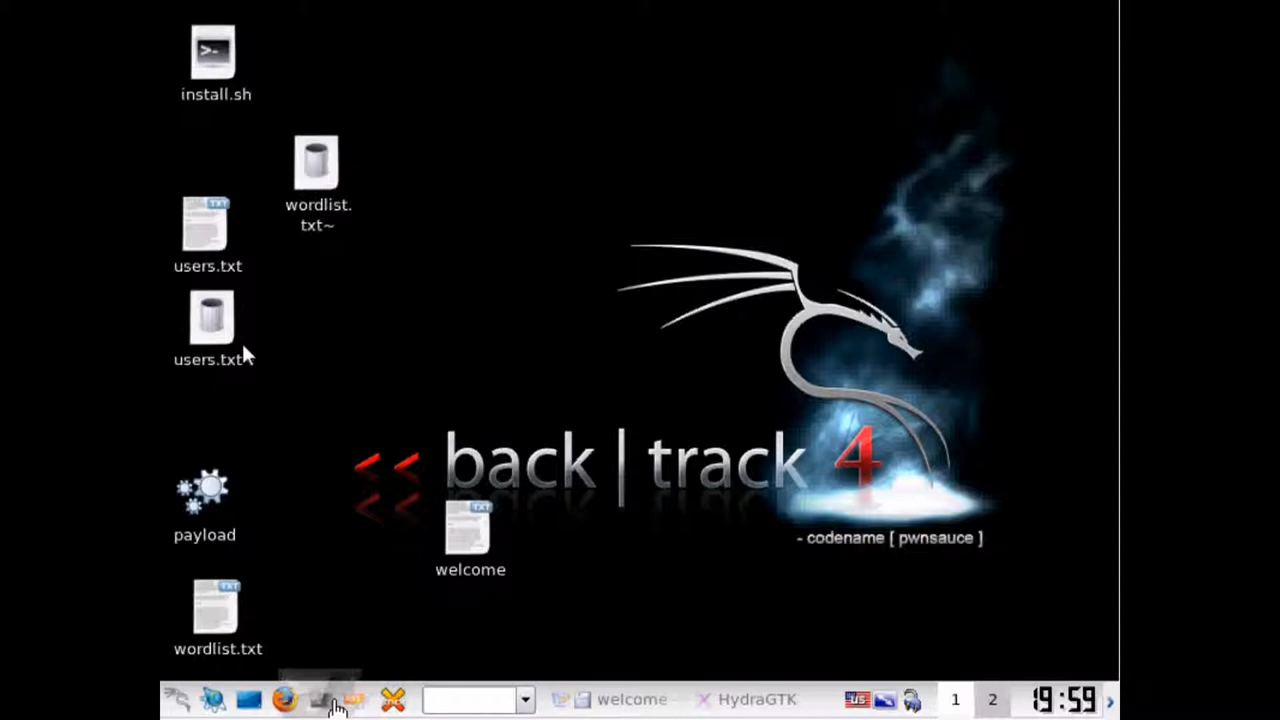 install.sh
wordlist.
txt~
users.txt
users.txt
payload
wordlist.txt
<< back | track 4
- codename [ pwnsauce ]
welcome
welcome
HydraGTK
US
1
2
19:59